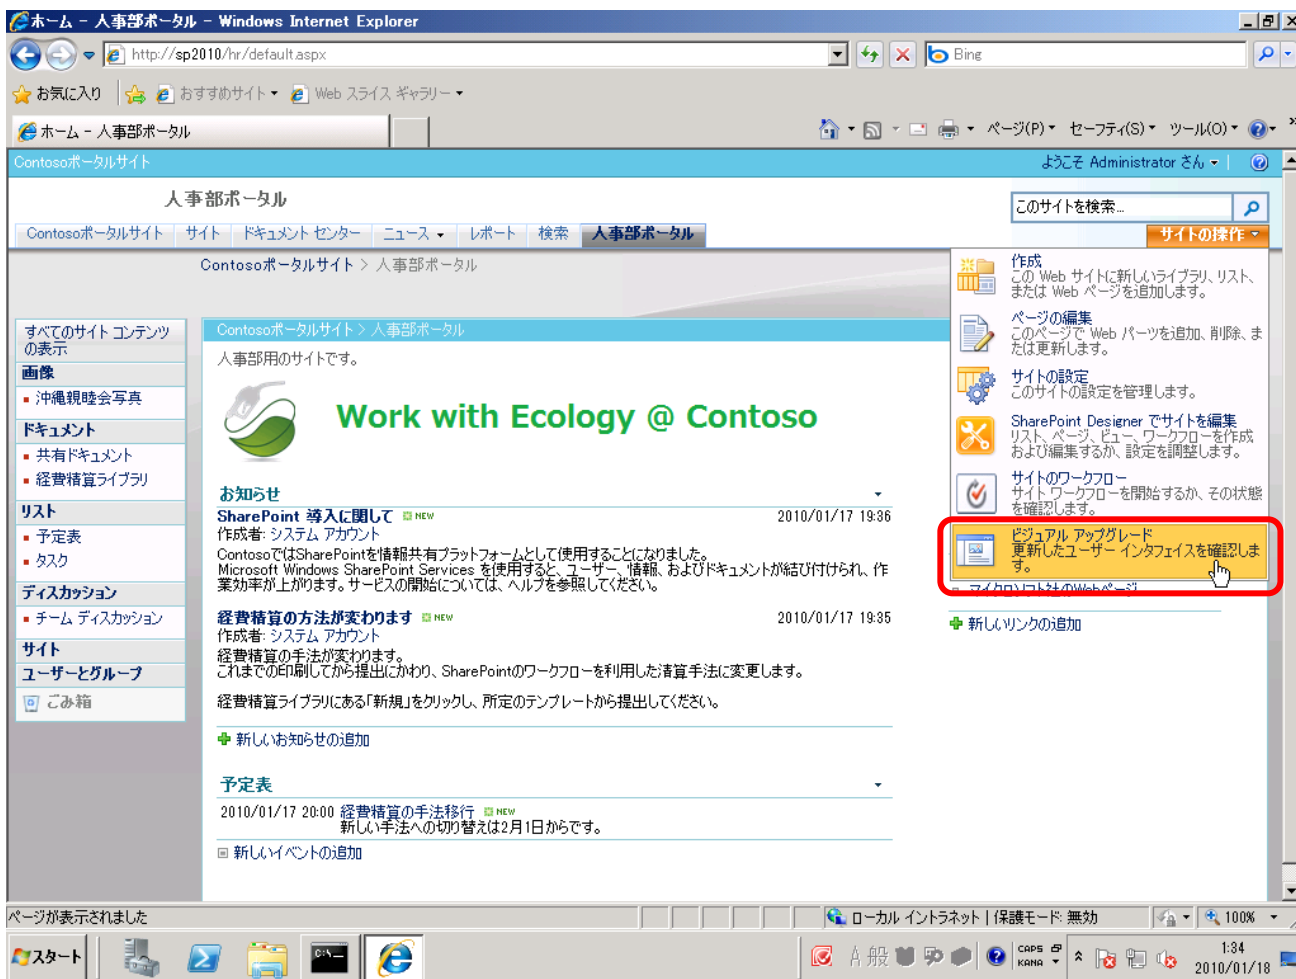 ホーム - 人事部ポータル - Windows Internet Explorer
http://sp2010/hr/default.aspx
Bing
お気に入り
おすすめサイト
Web スライス ギャラリー
ホーム - 人事部ポータル
ページ(P)
セーフティ(S)
ツール(O)
Contosoポータルサイト
ようこそ Administrator さん
人事部ポータル
このサイトを検索...
Contosoポータルサイト
サイト
ドキュメント センター
ニュース
レポート
検索
人事部ポータル
サイトの操作
Contosoポータルサイト > 人事部ポータル
作成
この Web サイトに新しいライブラリ、リスト、
または Web ページを追加します。
ページの編集
このページで Web パーツを追加、削除、ま
たは更新します。
サイトの設定
このサイトの設定を管理します。
SharePoint Designer でサイトを編集
リスト、ページ、ビュー、ワークフローを作成
および編集するか、設定を調整します。
サイトのワークフロー
サイト ワークフローを開始するか、その状態
を確認します。
ビジュアル アップグレード
更新したユーザー インタフェイスを確認しま
す。
マイクロソフト社のWebページ
新しいリンクの追加
すべてのサイト コンテンツ
の表示
画像
沖縄親睦会写真
ドキュメント
共有ドキュメント
経費精算ライブラリ
リスト
予定表
タスク
ディスカッション
チーム ディスカッション
サイト
ユーザーとグループ
ごみ箱
Contosoポータルサイト > 人事部ポータル
人事部用のサイトです。
Work with Ecology @ Contoso
お知らせ
SharePoint 導入に関して NEW
2010/01/17 19:36
作成者: システム アカウント
ContosoではSharePointを情報共有プラットフォームとして使用することになりました。
Microsoft Windows SharePoint Services を使用すると、ユーザー、情報、およびドキュメントが結び付けられ、作
業効率が上がります。サービスの開始については、ヘルプを参照してください。
経費精算の方法が変わります NEW
2010/01/17 19:35
作成者: システム アカウント
経費精算の手法が変わります。
これまでの印刷してから提出にかわり、SharePointのワークフローを利用した清算手法に変更します。
経費精算ライブラリにある「新規」をクリックし、所定のテンプレートから提出してください。
新しいお知らせの追加
予定表
2010/01/17 20:00 経費精算の手法移行 NEW
新しい手法への切り替えは2月1日からです。
新しいイベントの追加
ページが表示されました
ローカル イントラネット | 保護モード: 無効
100%
スタート
A 般
CAPS
KANA
1:34
2010/01/18